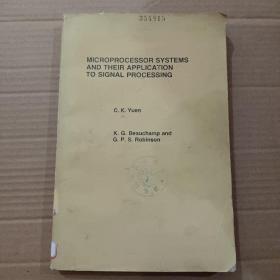 MICROPROCESSOR SYSTEMS
AND THEIR APPLICATION
TO SIGNAL PROCESSING
C. K. Yuen
K. G. Beauchamp and
G. P. S. Robinson